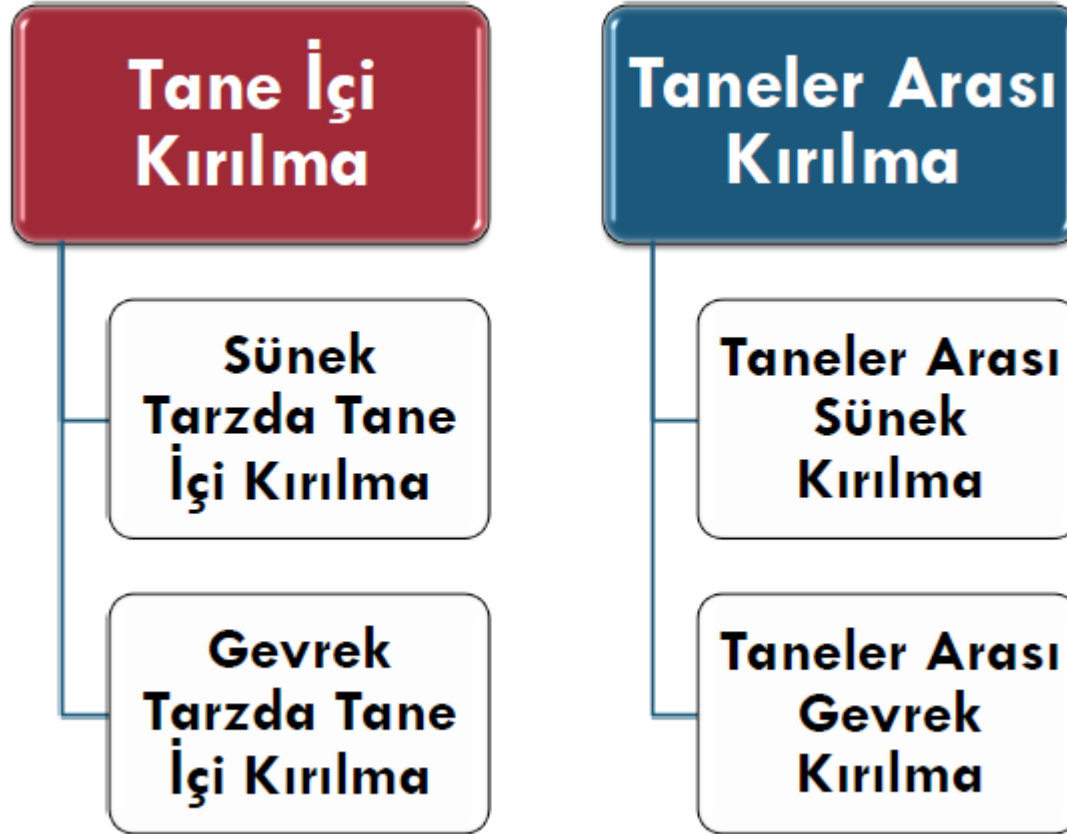 Tane İçi
Kırılma
Sünek
Tarzda Tane
İçi Kırılma
Gevrek
Tarzda Tane
İçi Kırılma
Taneler Arası
Kırılma
Taneler Arası
Sünek
Kırılma
Taneler Arası
Gevrek
Kırılma